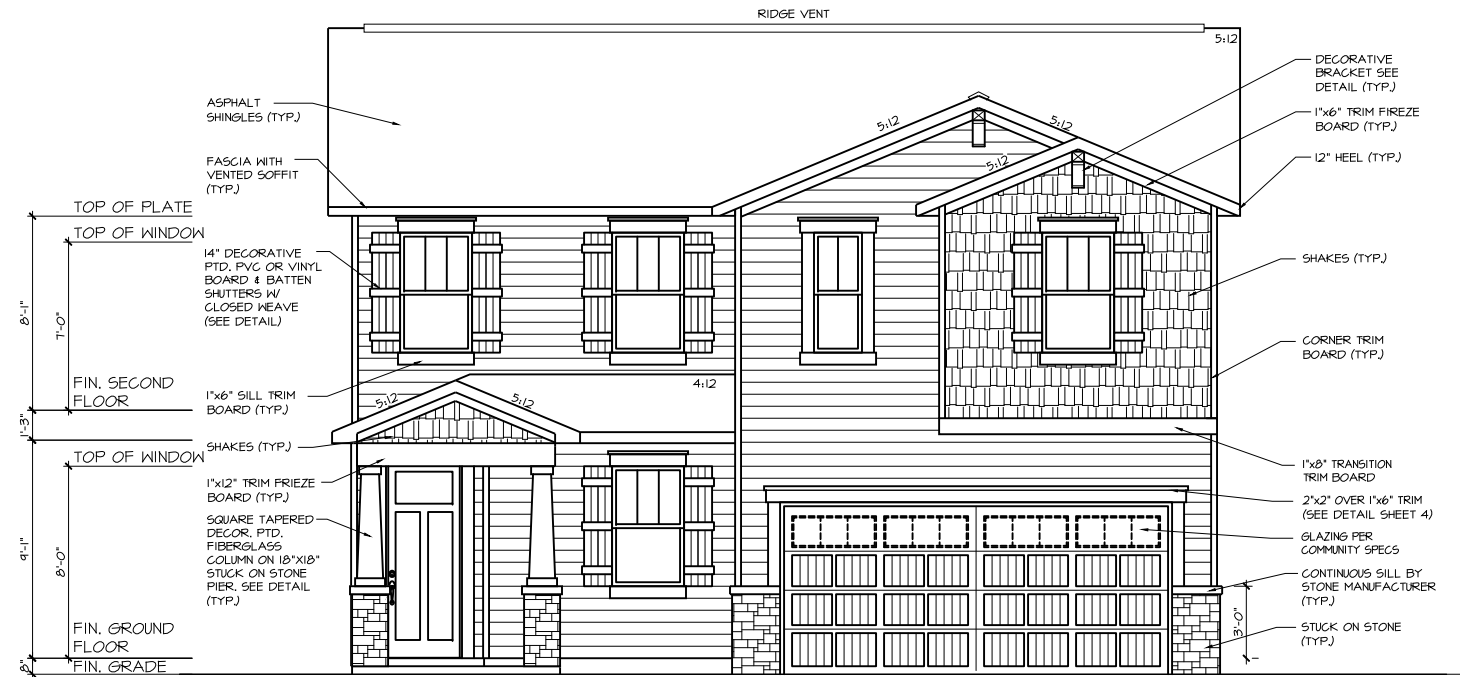 RIDGE VENT
5:12
DECORATIVE
BRACKET SEE
DETAIL (TYP.)
ASPHALT
SHINGLES (TYP.)
1"x6" TRIM FIREZE
BOARD (TYP.)
5:12
5:12
5:12
12" HEEL (TYP.)
FASCIA WITH
VENTED SOFFIT
(TYP.)
TOP OF PLATE
TOP OF WINDOW
14" DECORATIVE
PTD. PVC OR VINYL
BOARD & BATTEN
SHUTTERS W/
CLOSED WEAVE
(SEE DETAIL)
SHAKES (TYP.)
8'-1"
7'-0"
CORNER TRIM
BOARD (TYP.)
FIN. SECOND
FLOOR
4:12
1"x6" SILL TRIM
BOARD (TYP.)
5:12
5:12
1'-3"
SHAKES (TYP.)
TOP OF WINDOW
1"x8" TRANSITION
TRIM BOARD
1"x12" TRIM FRIEZE
BOARD (TYP.)
2"x2" OVER 1"x6" TRIM
(SEE DETAIL SHEET 4)
SQUARE TAPERED
DECOR. PTD.
FIBERGLASS
COLUMN ON 18"X18"
STUCK ON STONE
PIER. SEE DETAIL
(TYP.)
GLAZING PER
COMMUNITY SPECS
9'-1"
8'-0"
CONTINUOUS SILL BY
STONE MANUFACTURER
(TYP.)
3'-0"
STUCK ON STONE
(TYP.)
FIN. GROUND
FLOOR
FIN. GRADE
8"